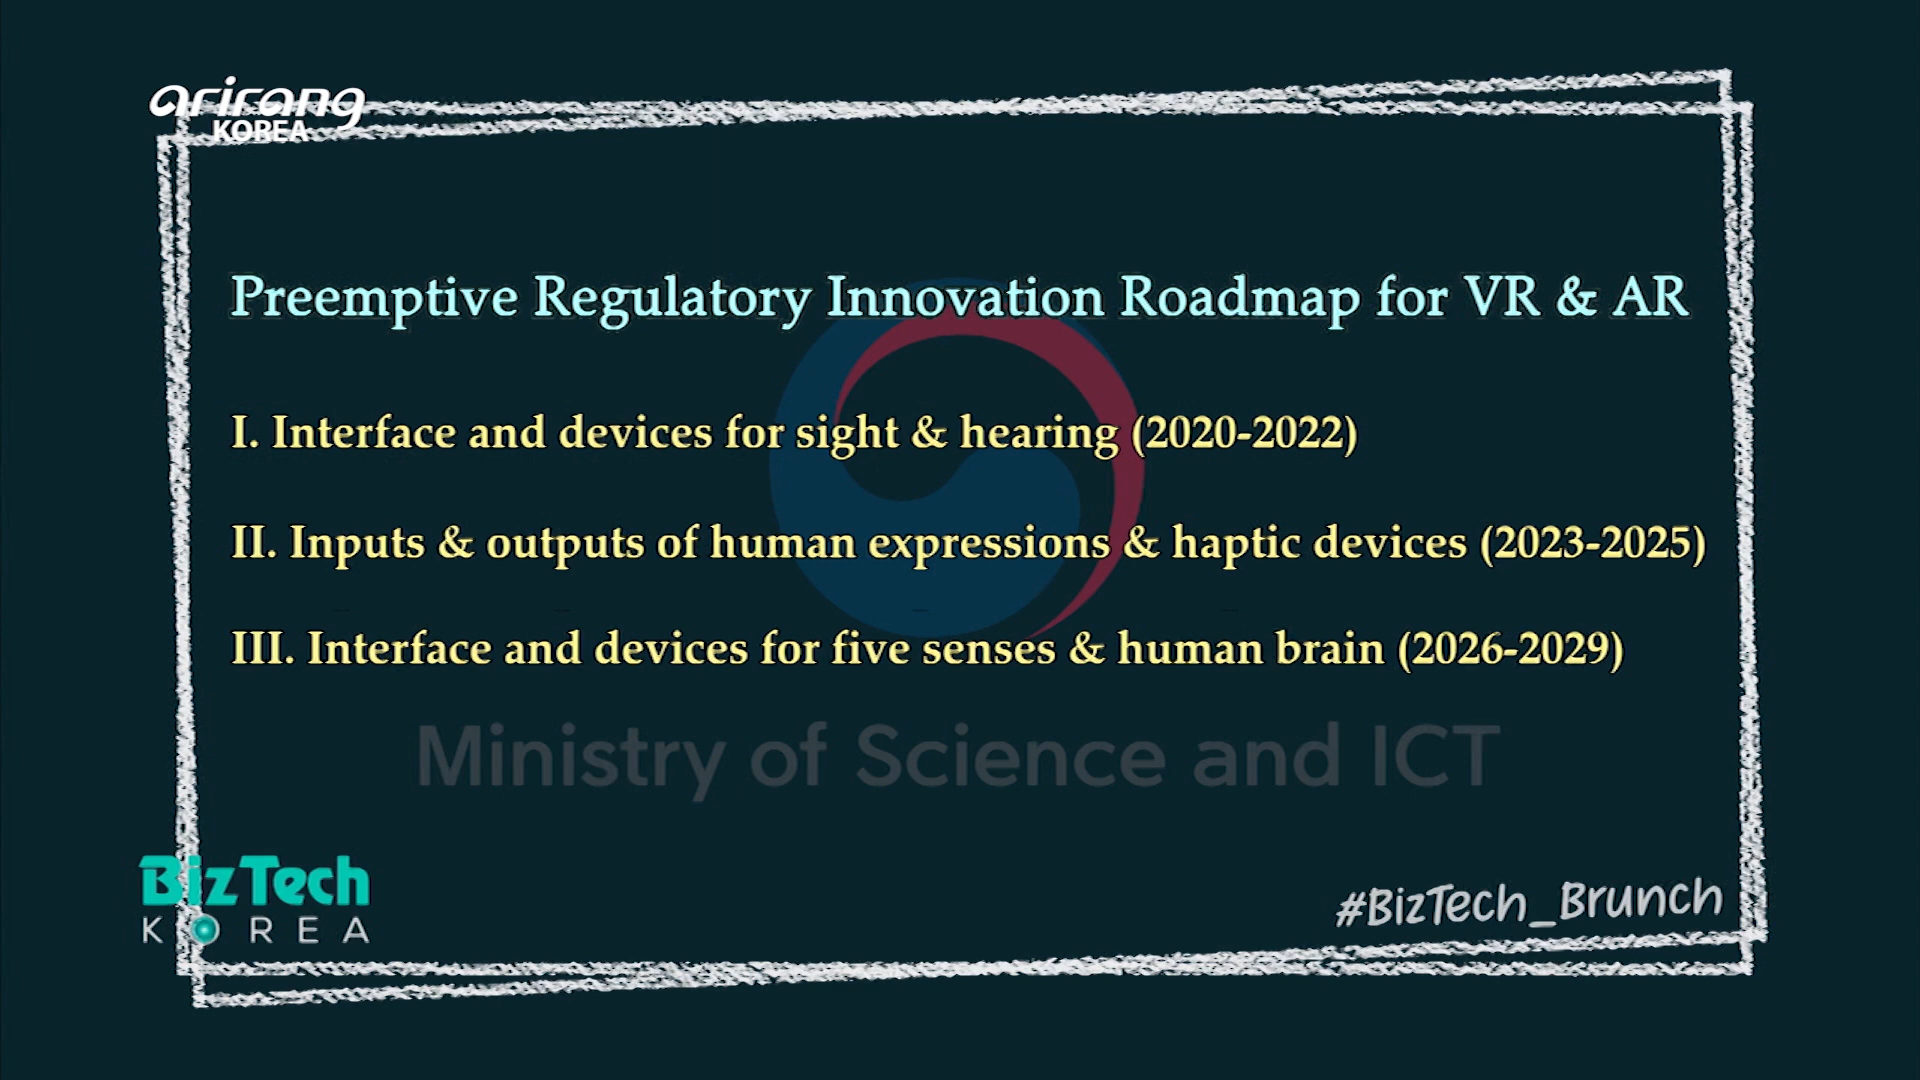 arirang
KOREA
Preemptive Regulatory Innovation Roadmap for VR & AR
I. Interface and devices for sight & hearing (2020-2022)
II. Inputs & outputs of human expressions & haptic devices (2023-2025)
III. Interface and devices for five senses & human brain (2026-2029)
Ministry of Science and ICT
BizTech
KOREA
#BizTech_Brunch